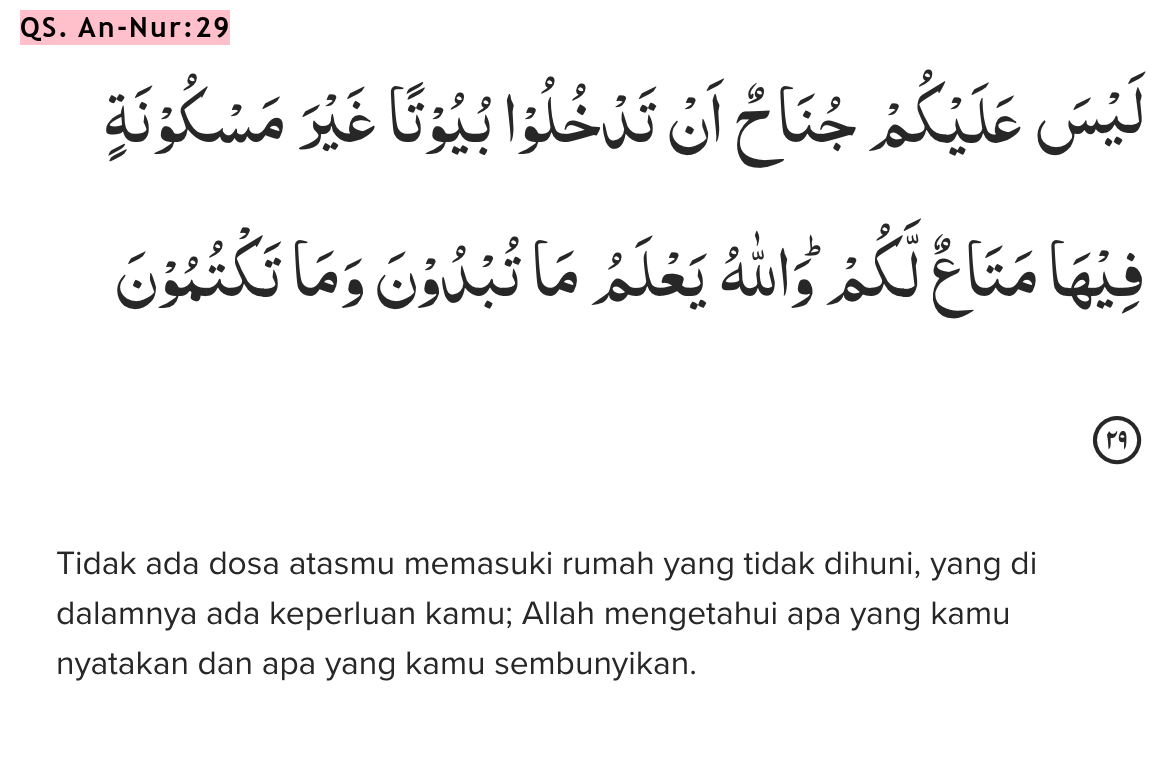 QS. An-Nur:29
لَيْسَ عَلَيْكُمْ جُنَاحٌ اَنْ تَدْخُلُوْا بُيُوْتًا غَيْرَ مَسْكُوْنَةٍ
فِيْهَا مَتَاعٌ لَّكُمْۗ وَاللّٰهُ يَعْلَمُ مَا تُبْدُوْنَ وَمَا تَكْتُمُوْنَ
٢٩
Tidak ada dosa atasmu memasuki rumah yang tidak dihuni, yang di
dalamnya ada keperluan kamu; Allah mengetahui apa yang kamu
nyatakan dan apa yang kamu sembunyikan.